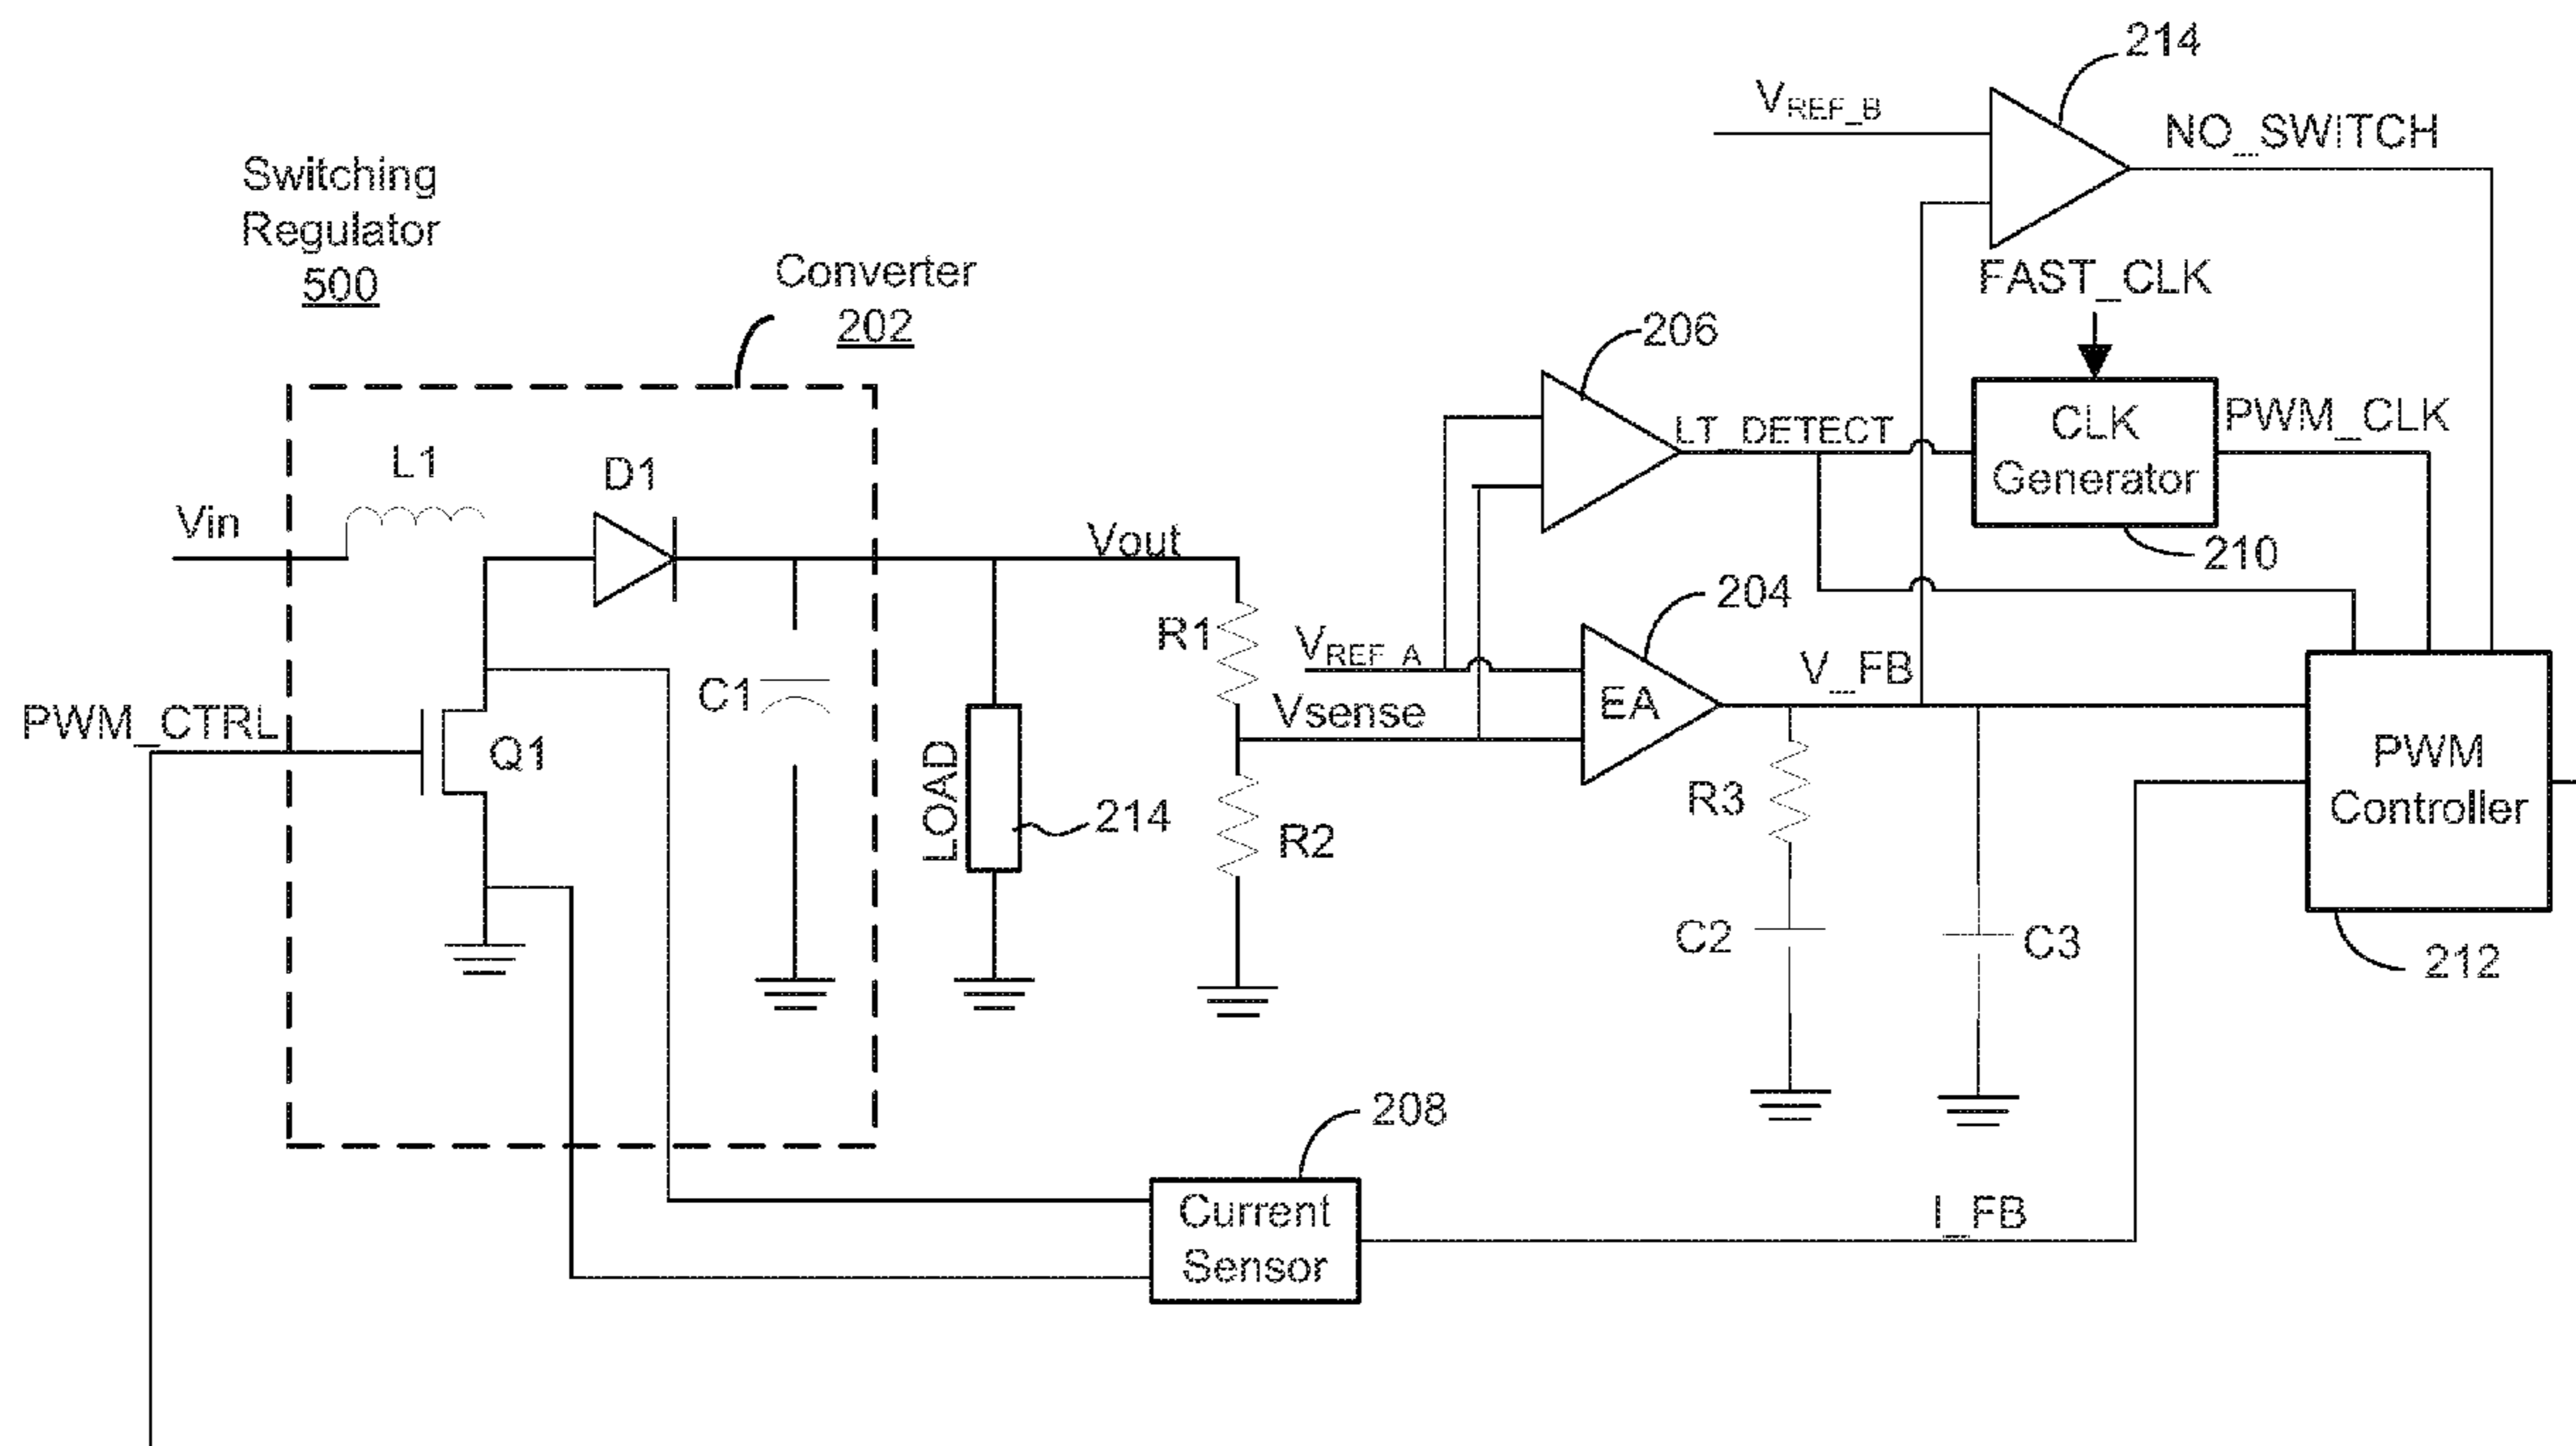 214
V_REF_B
NO_SWITCH
Switching
Regulator
500
Converter
202
FAST_CLK
206
CLK
Generator
LT_DETECT
PWM_CLK
L1
D1
Vin
Vout
210
204
R1
V_REF_A
EA
V_FB
C1
Vsense
PWM_CTRL
Q1
PWM
Controller
LOAD
214
R2
R3
C2
C3
212
208
Current
Sensor
I_FB